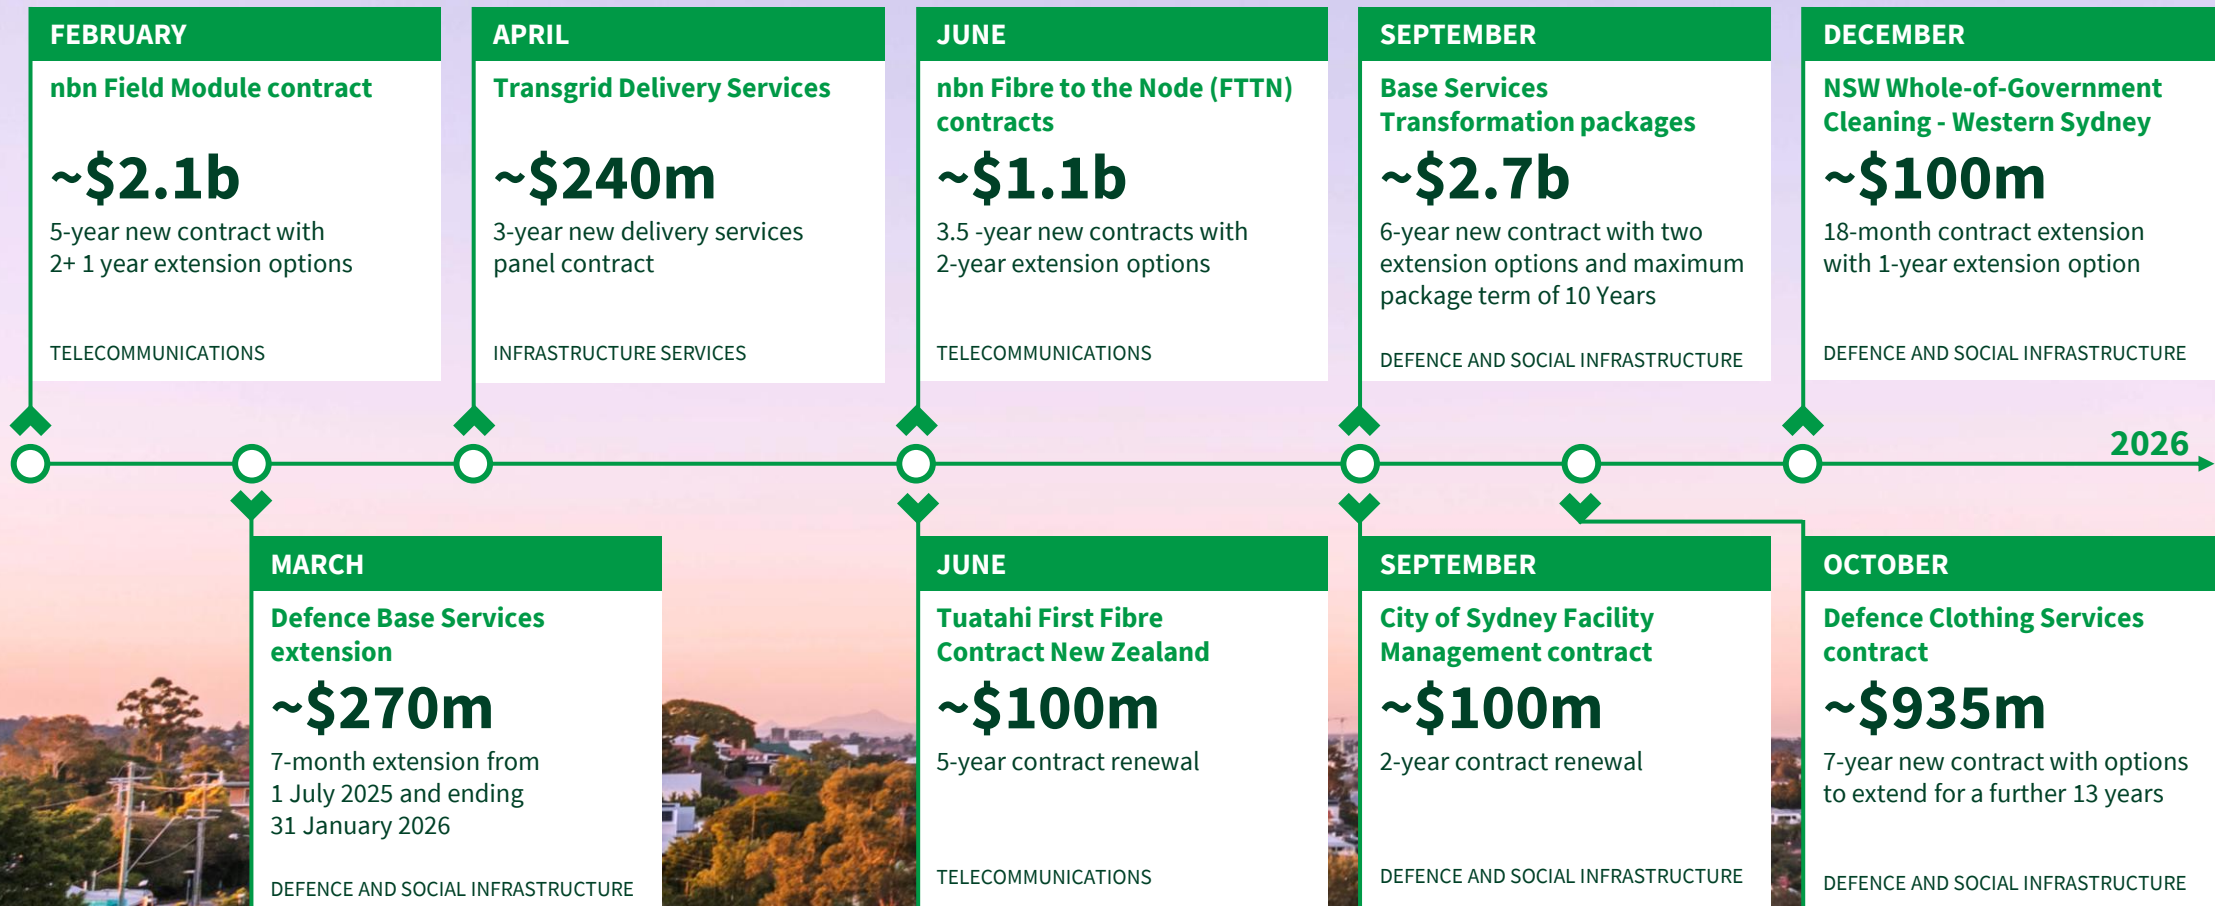 FEBRUARY
nbn Field Module contract
~$2.1b
5-year new contract with
2+ 1 year extension options
TELECOMMUNICATIONS
APRIL
Transgrid Delivery Services
~$240m
3-year new delivery services
panel contract
INFRASTRUCTURE SERVICES
JUNE
nbn Fibre to the Node (FTTN)
contracts
~$1.1b
3.5 -year new contracts with
2-year extension options
TELECOMMUNICATIONS
SEPTEMBER
Base Services
Transformation packages
~$2.7b
6-year new contract with two
extension options and maximum
package term of 10 Years
DEFENCE AND SOCIAL INFRASTRUCTURE
DECEMBER
NSW Whole-of-Government
Cleaning - Western Sydney
~$100m
18-month contract extension
with 1-year extension option
DEFENCE AND SOCIAL INFRASTRUCTURE
2026
MARCH
Defence Base Services
extension
~$270m
7-month extension from
1 July 2025 and ending
31 January 2026
DEFENCE AND SOCIAL INFRASTRUCTURE
JUNE
Tuatahi First Fibre
Contract New Zealand
~$100m
5-year contract renewal
TELECOMMUNICATIONS
SEPTEMBER
City of Sydney Facility
Management contract
~$100m
2-year contract renewal
DEFENCE AND SOCIAL INFRASTRUCTURE
OCTOBER
Defence Clothing Services
contract
~$935m
7-year new contract with options
to extend for a further 13 years
DEFENCE AND SOCIAL INFRASTRUCTURE